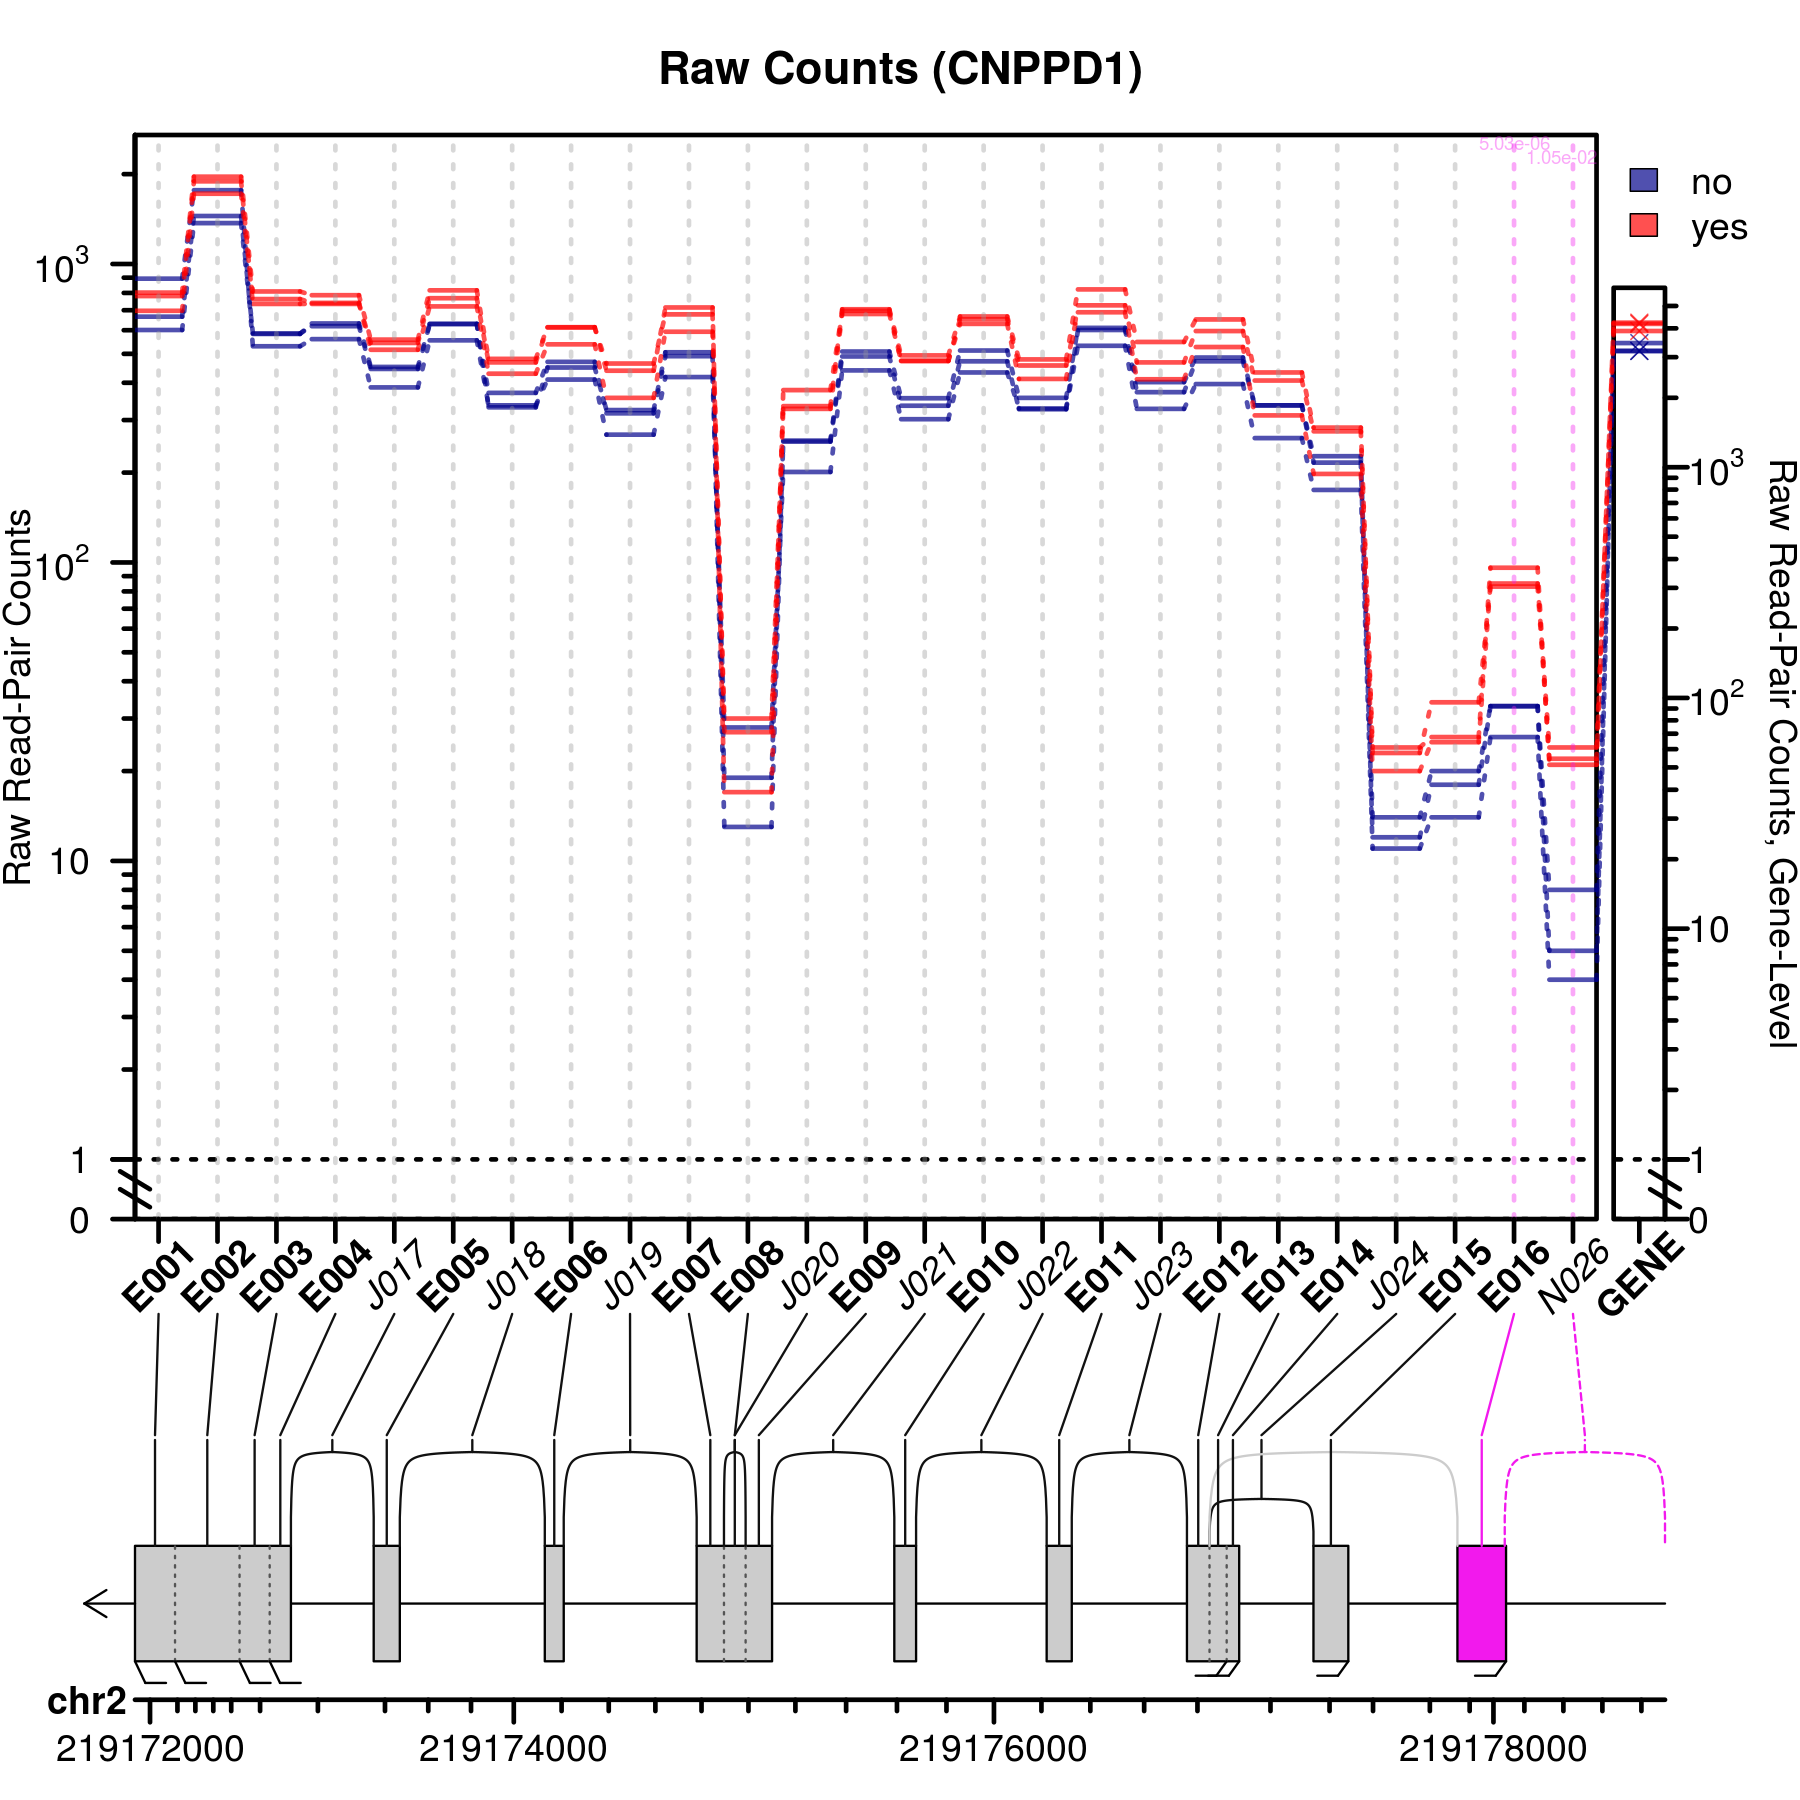 Raw Counts (CNPPD1)
5.03e-06
1.05e-02
no
yes
Raw Read-Pair Counts
10³
10²
10
1
0
10³
10²
10
1
0
Raw Read-Pair Counts, Gene-Level
E001 E002 E003 E004 J017 E005 J018 E006 J019 E007 E008 J020 E009 J021 E010 J022 E011 J023 E012 E013 E014 J024 E015 E016 N026 GENE
chr2
219172000 219174000 219176000 219178000